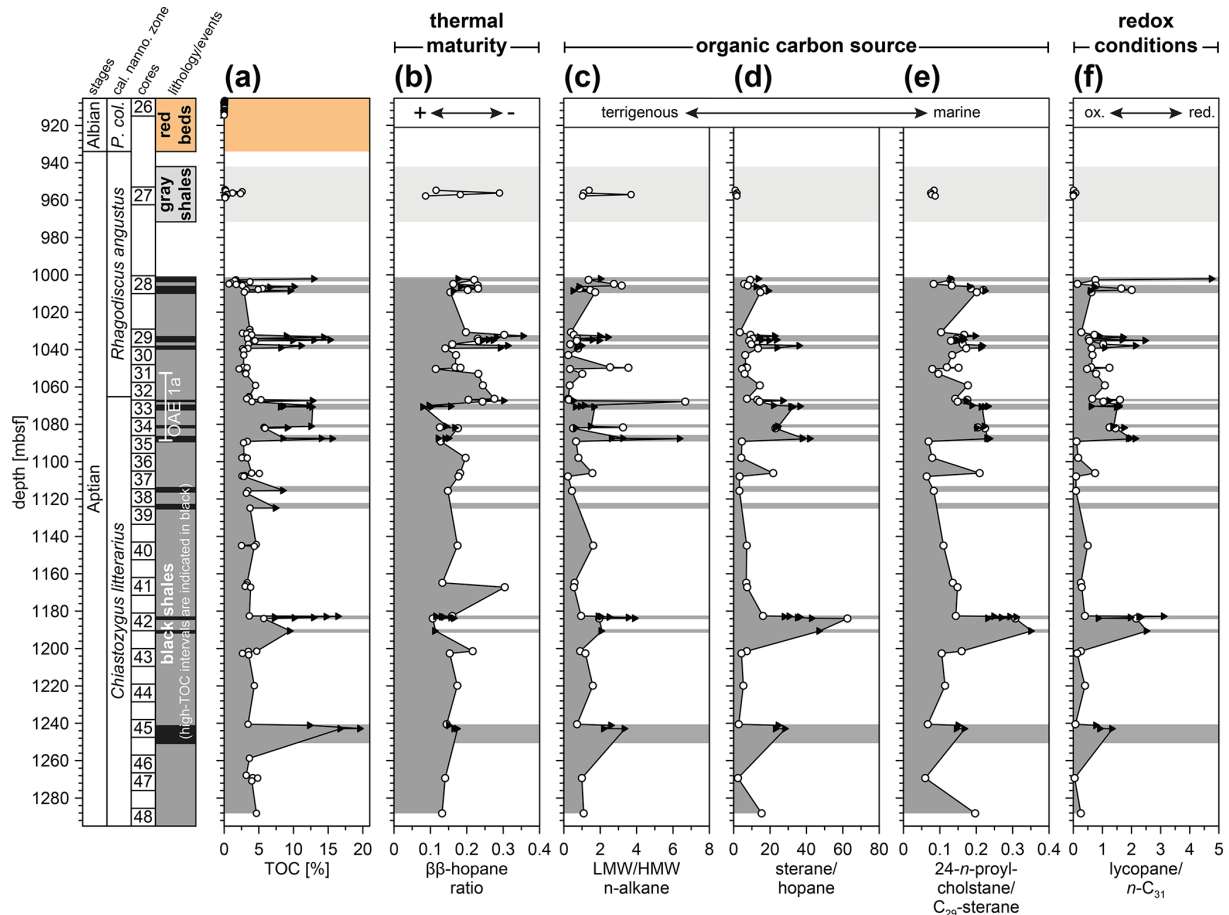 thermal
maturity
organic carbon source
redox
conditions
stages
cal. nanno. zone
cores
lithology/events
(a)
(b)
(c)
(d)
(e)
(f)
+ -
terrigenous marine
ox. red.
depth [mbsf]
920
940
960
980
1000
1020
1040
1060
1080
1100
1120
1140
1160
1180
1200
1220
1240
1260
1280
Albian
Aptian
P. col.
Rhagodiscus angustus
Chiastozygus litterarius
26
27
28
29
30
31
32
33
34
35
36
37
38
39
40
41
42
43
44
45
46
47
48
red
beds
gray
shales
OAE 1a
black shales
(high-TOC intervals are indicated in black)
0 5 10 15 20
TOC [%]
0 0.1 0.2 0.3 0.4
ββ-hopane
ratio
0 2 4 6 8
LMW/HMW
n-alkane
0 20 40 60 80
sterane/
hopane
0 0.1 0.2 0.3 0.4
24-n-proyl-
cholstane/
C29-sterane
0 1 2 3 4 5
lycopane/
n-C31